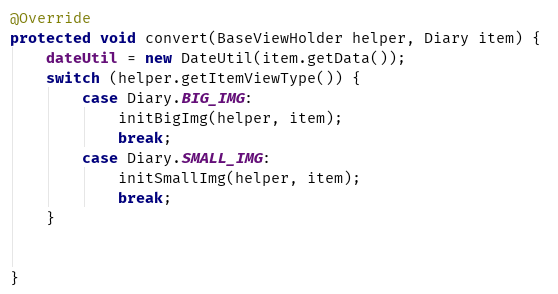 @Override
protected void convert(BaseViewHolder helper, Diary item) {
    dateUtil = new DateUtil(item.getData());
    switch (helper.getItemViewType()) {
        case Diary.BIG_IMG:
            initBigImg(helper, item);
            break;
        case Diary.SMALL_IMG:
            initSmallImg(helper, item);
            break;
    }
}